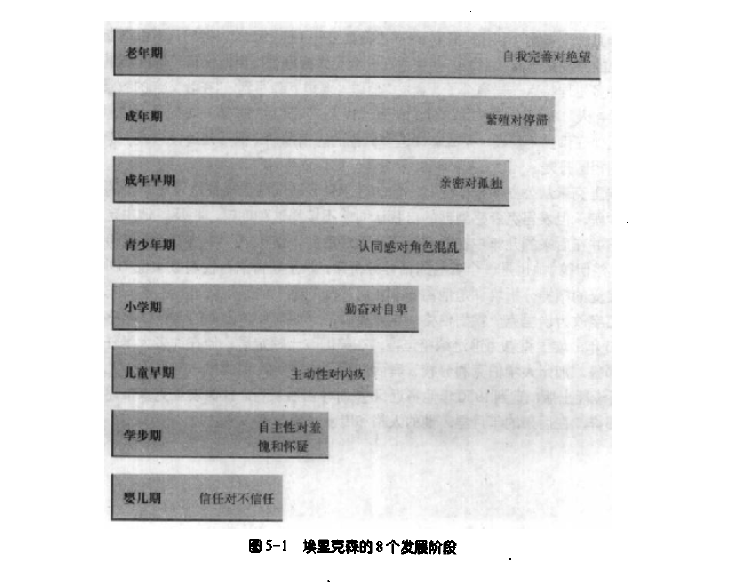 老年期 自我完善对绝望
成年期 繁殖对停滞
成年早期 亲密对孤独
青少年期 认同感对角色混乱
小学期 勤奋对自卑
儿童早期 主动性对内疚
学步期 自主性对羞
愧和怀疑
婴儿期 信任对不信任
图5-1 埃里克森的8个发展阶段